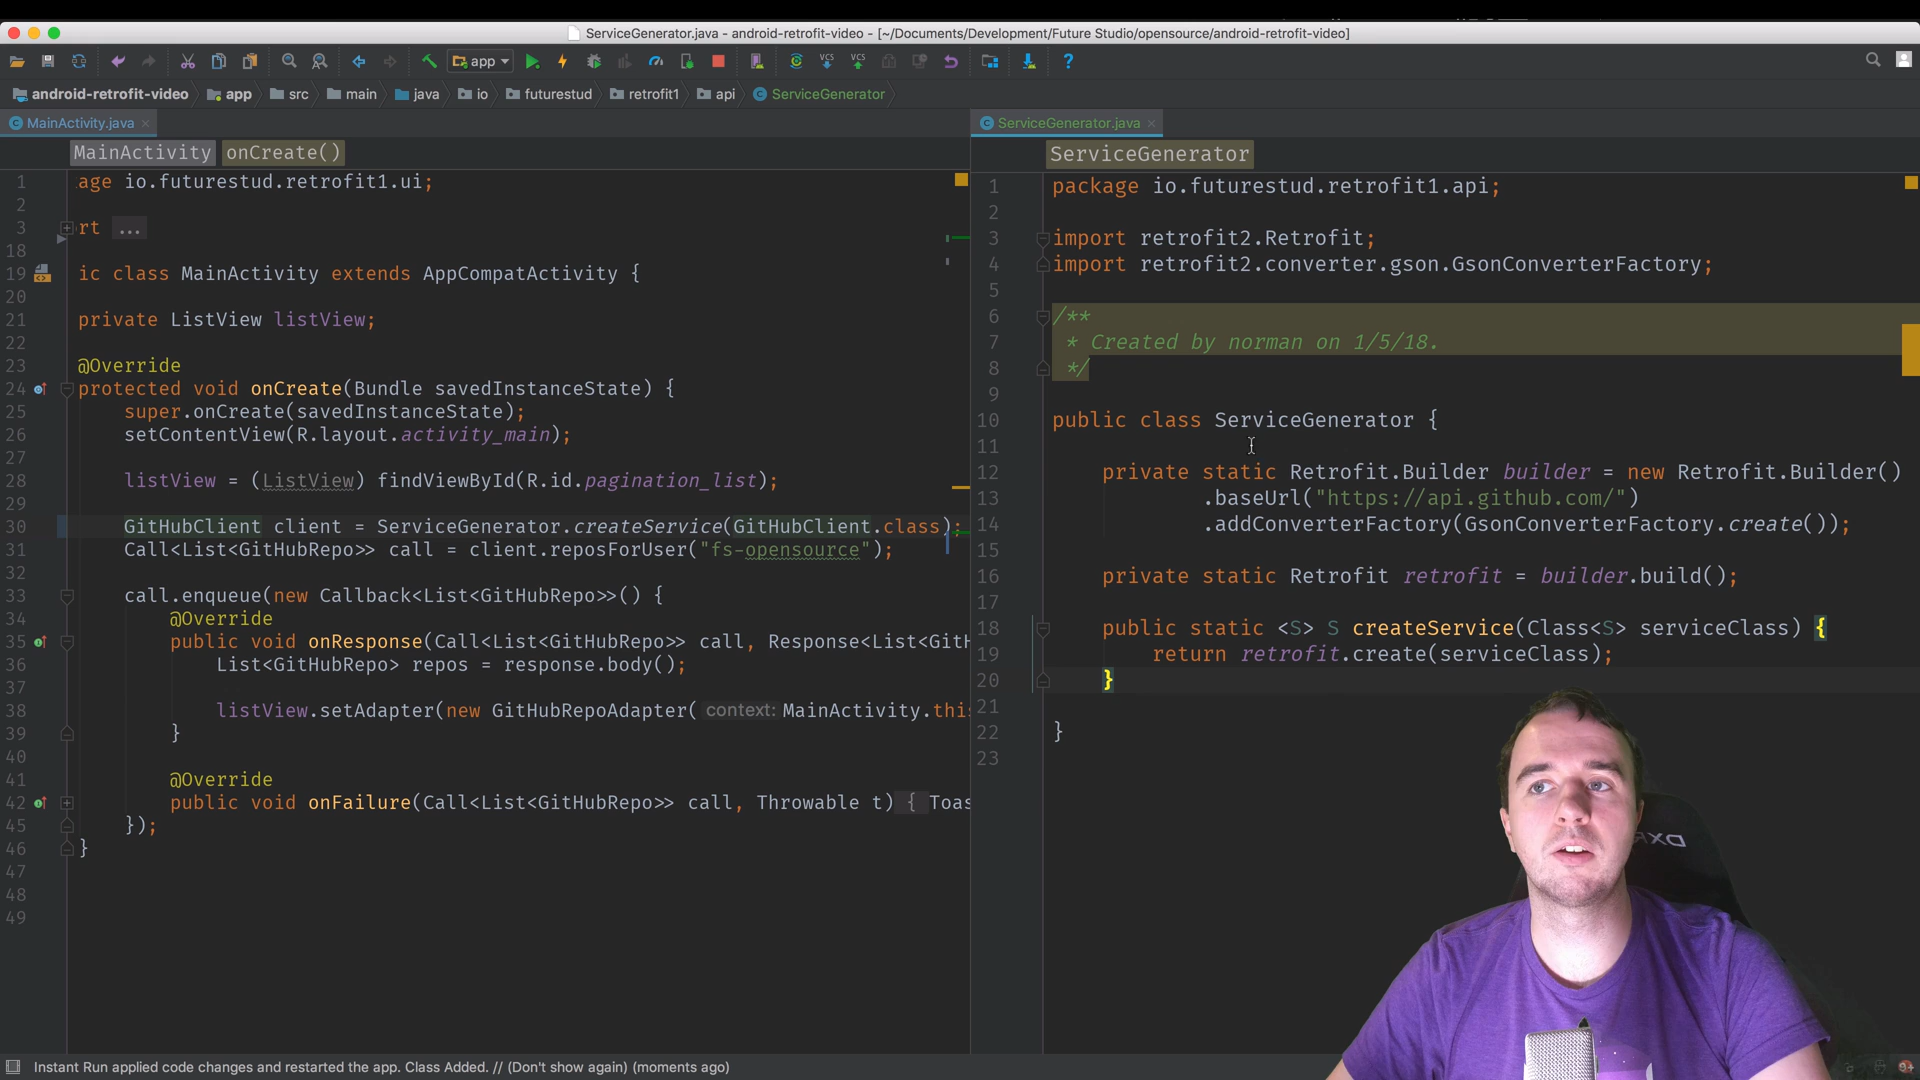 ServiceGenerator.java - android-retrofit-video - [~/Documents/Development/Future Studio/opensource/android-retrofit-video]
app
android-retrofit-video app src main java io futurestud retrofit1 api ServiceGenerator
MainActivity.java
MainActivity onCreate()
1 age io.futurestud.retrofit1.ui;
2
3 rt ...
18
19 ic class MainActivity extends AppCompatActivity {
20
21 private ListView listView;
22
23 @Override
24 protected void onCreate(Bundle savedInstanceState) {
25 super.onCreate(savedInstanceState);
26 setContentView(R.layout.activity_main);
27
28 listView = (ListView) findViewById(R.id.pagination_list);
29
30 GitHubClient client = ServiceGenerator.createService(GitHubClient.class);
31 Call<List<GitHubRepo>> call = client.reposForUser("fs-opensource");
32
33 call.enqueue(new Callback<List<GitHubRepo>>() {
34 @Override
35 public void onResponse(Call<List<GitHubRepo>> call, Response<List<GitH
36 List<GitHubRepo> repos = response.body();
37
38 listView.setAdapter(new GitHubRepoAdapter( context: MainActivity.this
39 }
40
41 @Override
42 public void onFailure(Call<List<GitHubRepo>> call, Throwable t) { Toas
45 });
46 }
47
48
49
ServiceGenerator.java
ServiceGenerator
1 package io.futurestud.retrofit1.api;
2
3 import retrofit2.Retrofit;
4 import retrofit2.converter.gson.GsonConverterFactory;
5
6 /**
7 * Created by norman on 1/5/18.
8 */
9
10 public class ServiceGenerator {
11
12 private static Retrofit.Builder builder = new Retrofit.Builder()
13 .baseUrl("https://api.github.com/")
14 .addConverterFactory(GsonConverterFactory.create());
15
16 private static Retrofit retrofit = builder.build();
17
18 public static <S> S createService(Class<S> serviceClass) {
19 return retrofit.create(serviceClass);
20 }
21
22 }
23
Instant Run applied code changes and restarted the app. Class Added. // (Don't show again) (moments ago)